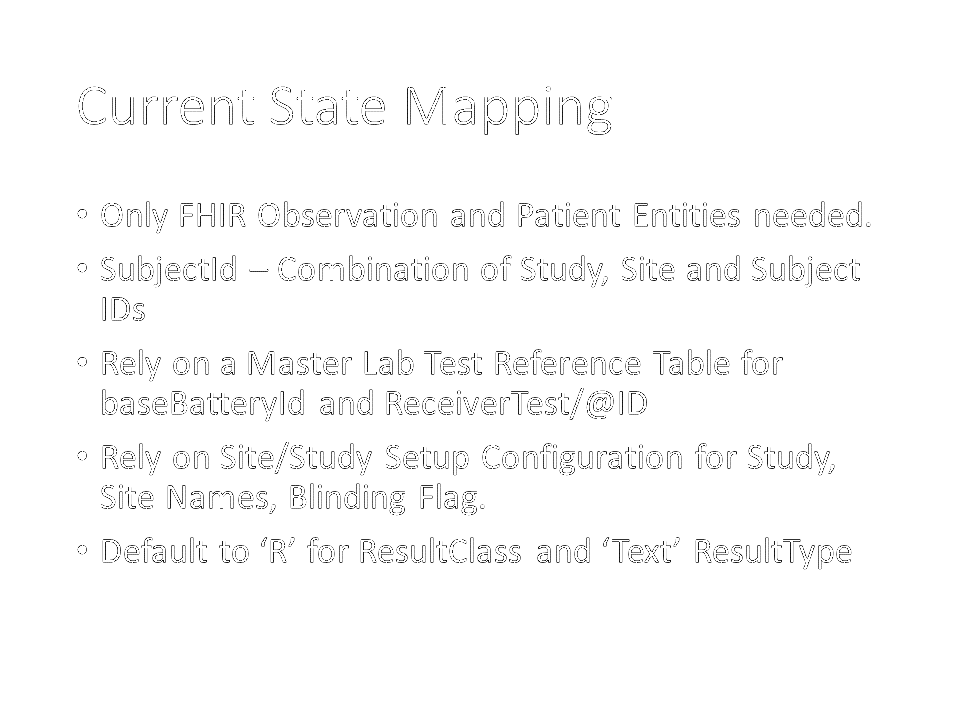 Current State Mapping
• Only FHIR Observation and Patient Entities needed.
• SubjectId – Combination of Study, Site and Subject
IDs
• Rely on a Master Lab Test Reference Table for
baseBatteryId and ReceiverTest/@ID
• Rely on Site/Study Setup Configuration for Study,
Site Names, Blinding Flag.
• Default to ‘R’ for ResultClass and ‘Text’ ResultType